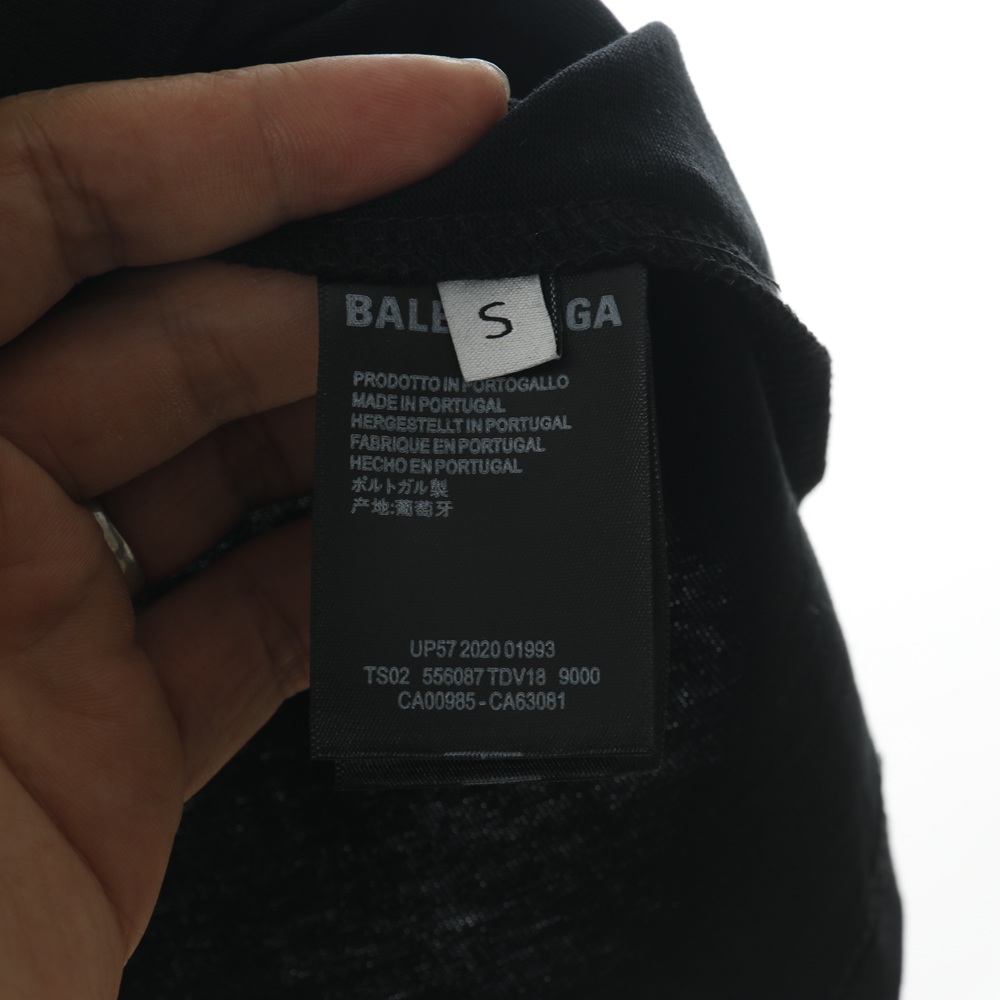 BALE GA
S
PRODOTTO IN PORTOGALLO
MADE IN PORTUGAL
HERGESTELLT IN PORTUGAL
FABRIQUE EN PORTUGAL
HECHO EN PORTUGAL
ポルトガル製
产地:葡萄牙
UP57 2020 01993
TS02 556087 TDV18 9000
CA00985 - CA63081